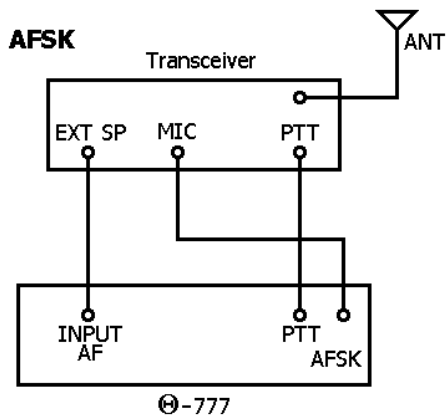 AFSK
ANT
Transceiver
EXT SP MIC PTT
INPUT AF PTT AFSK
Θ-777